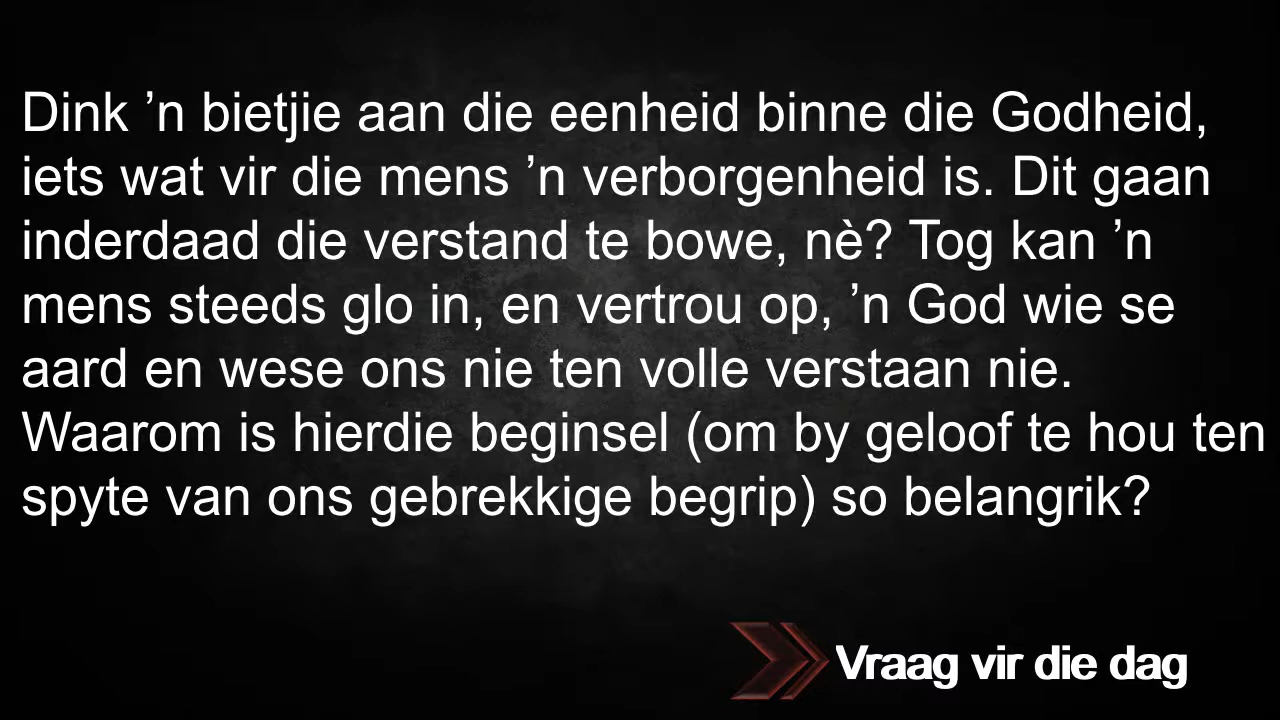 Dink ’n bietjie aan die eenheid binne die Godheid,
iets wat vir die mens ’n verborgenheid is. Dit gaan
inderdaad die verstand te bowe, nè? Tog kan ’n
mens steeds glo in, en vertrou op, ’n God wie se
aard en wese ons nie ten volle verstaan nie.
Waarom is hierdie beginsel (om by geloof te hou ten
spyte van ons gebrekkige begrip) so belangrik?
Vraag vir die dag